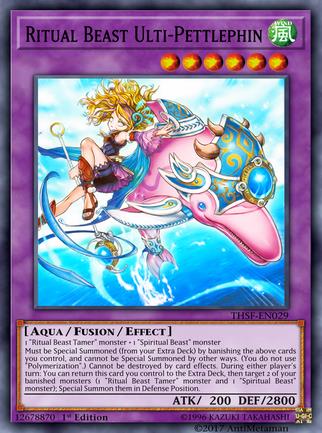 Ritual Beast Ulti-Pettlephin
WIND
風
THSF-EN029
[Aqua / Fusion / Effect]
1 "Ritual Beast Tamer" monster + 1 "Spiritual Beast" monster
Must be Special Summoned (from your Extra Deck) by banishing the above cards
you control, and cannot be Special Summoned by other ways. (You do not use
"Polymerization".) Cannot be destroyed by card effects. During either player's
turn: You can return this card you control to the Extra Deck, then target 2 of your
banished monsters (1 "Ritual Beast Tamer" monster and 1 "Spiritual Beast"
monster); Special Summon them in Defense Position.
ATK/ 200 DEF/2800
12678870 1st Edition ©1996 KAZUKI TAKAHASHI
©2017 AntiMetaman